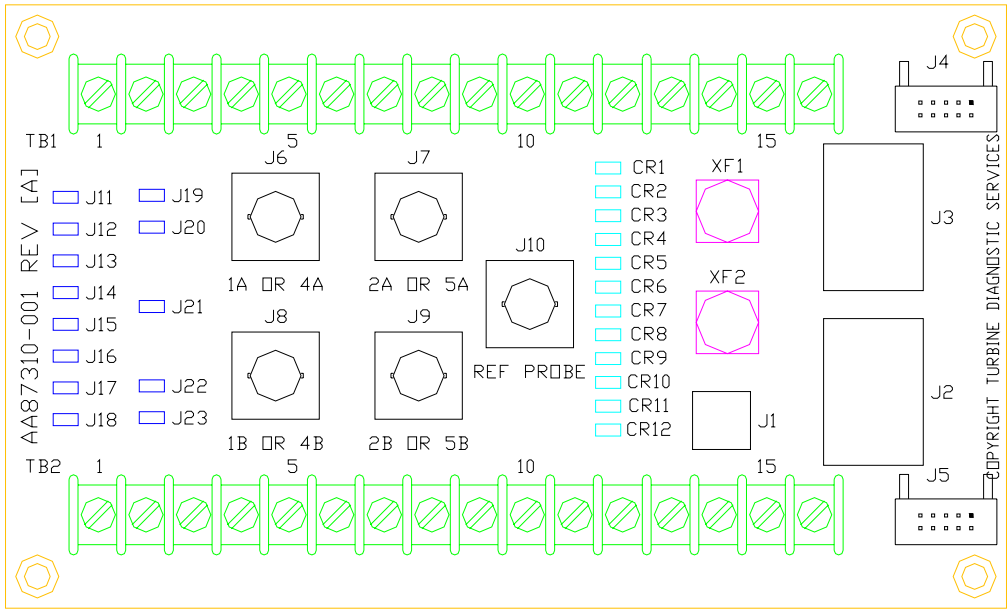 J4
TB1 1 5 10 15
J6 J7
J10
CR1
CR2
CR3
CR4
CR5
CR6
CR7
CR8
CR9
CR10
CR11
CR12
XF1
XF2
J11
J12
J13
J14
J15
J16
J17
J18
J19
J20
J21
J22
J23
1A OR 4A
2A OR 5A
J8 J9
REF PROBE
1B OR 4B
2B OR 5B
J3
J2
J1
AA87310-001 REV [A]
COPYRIGHT TURBINE DIAGNOSTIC SERVICES
TB2 1 5 10 15
J5